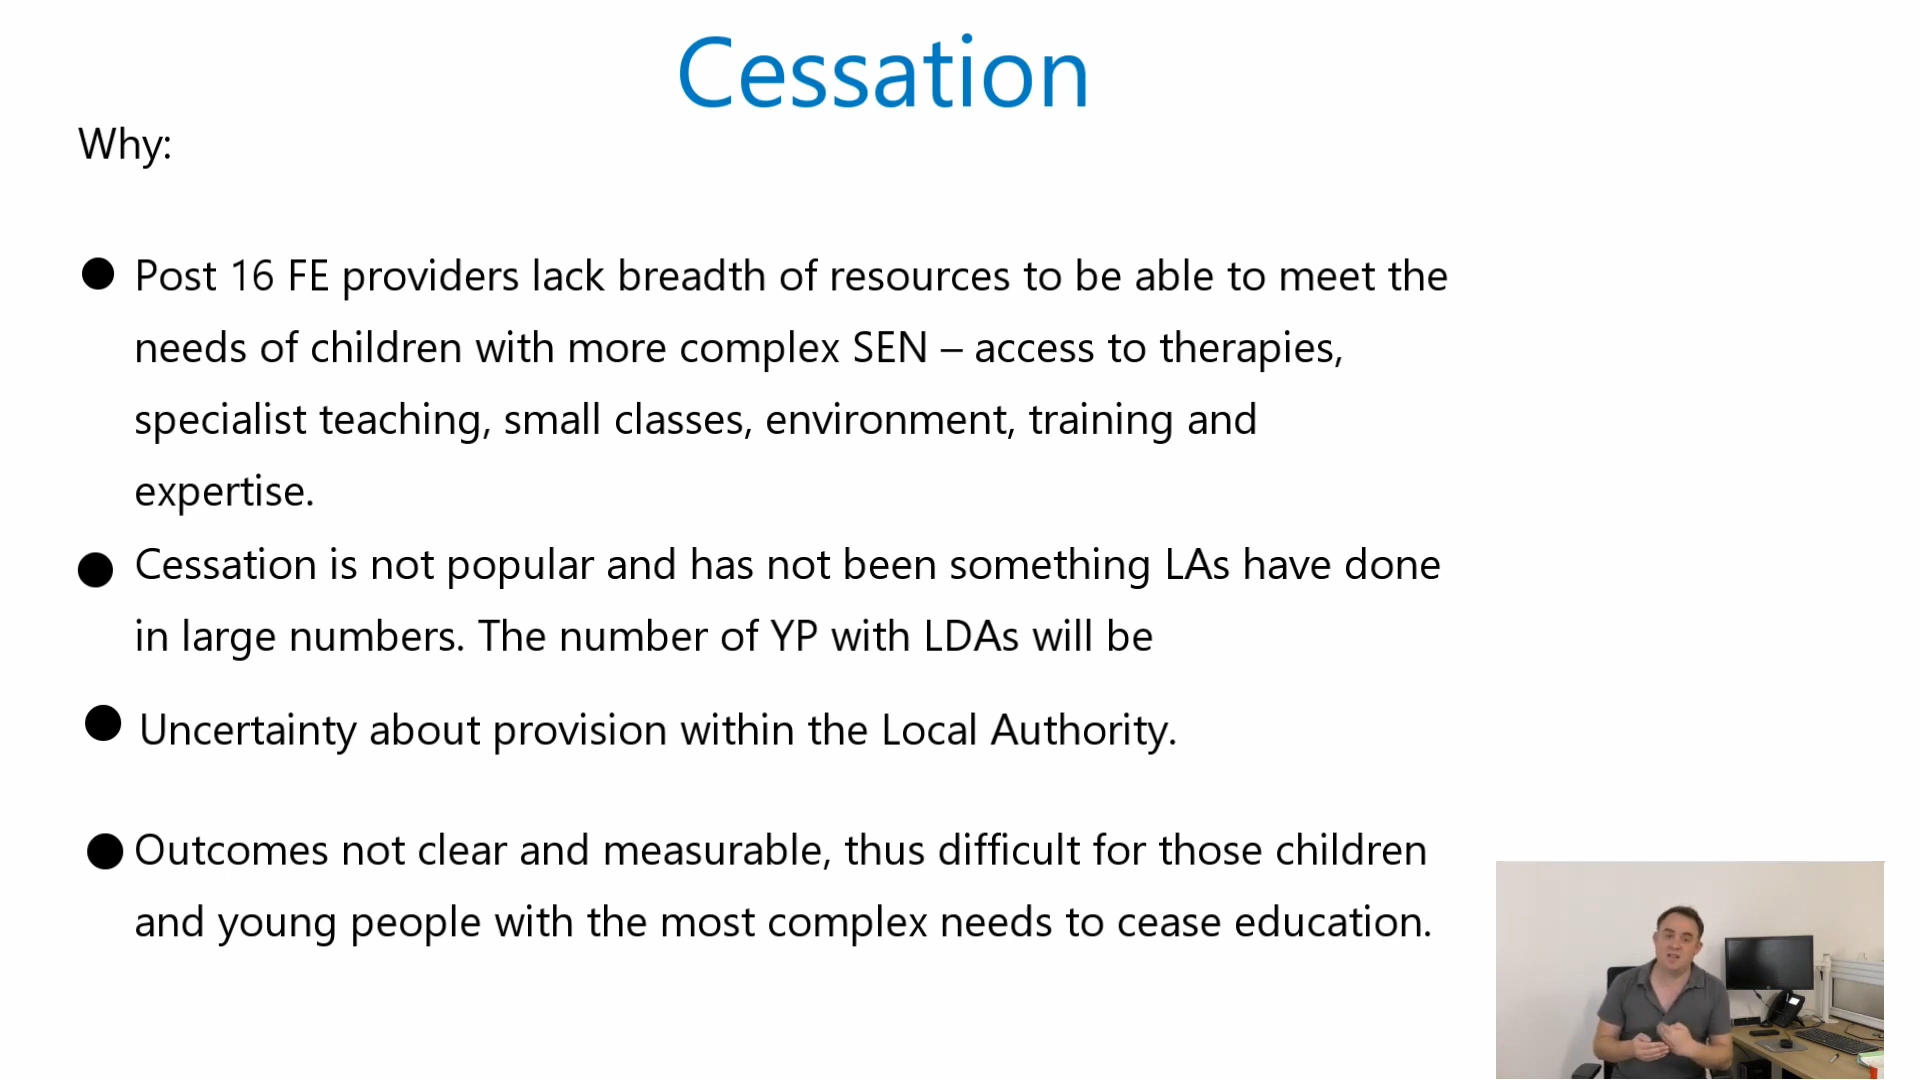 Cessation
Why:
● Post 16 FE providers lack breadth of resources to be able to meet the
needs of children with more complex SEN – access to therapies,
specialist teaching, small classes, environment, training and
expertise.
● Cessation is not popular and has not been something LAs have done
in large numbers. The number of YP with LDAs will be
● Uncertainty about provision within the Local Authority.
● Outcomes not clear and measurable, thus difficult for those children
and young people with the most complex needs to cease education.